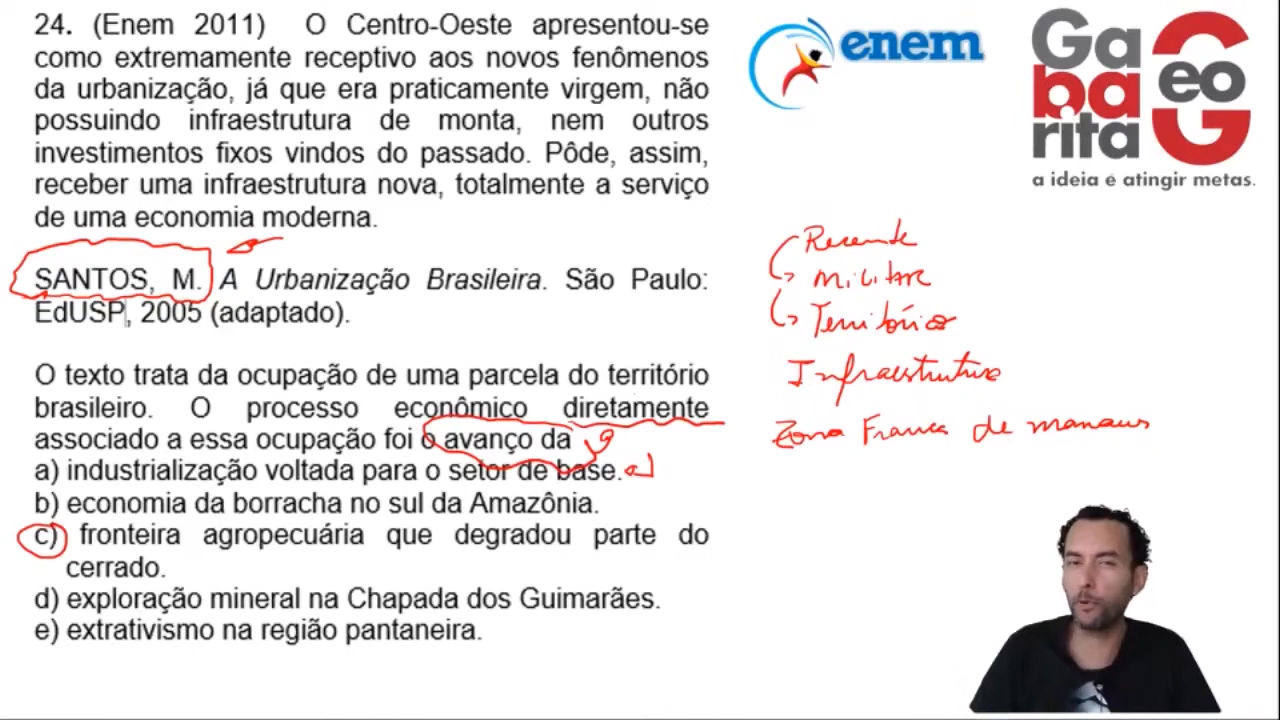 24. (Enem 2011) O Centro-Oeste apresentou-se
como extremamente receptivo aos novos fenômenos
da urbanização, já que era praticamente virgem, não
possuindo infraestrutura de monta, nem outros
investimentos fixos vindos do passado. Pôde, assim,
receber uma infraestrutura nova, totalmente a serviço
de uma economia moderna.
SANTOS, M. A Urbanização Brasileira. São Paulo:
EdUSP, 2005 (adaptado).
O texto trata da ocupação de uma parcela do território
brasileiro. O processo econômico diretamente
associado a essa ocupação foi o avanço da
a) industrialização voltada para o setor de base.
b) economia da borracha no sul da Amazônia.
c) fronteira agropecuária que degradou parte do
cerrado.
d) exploração mineral na Chapada dos Guimarães.
e) extrativismo na região pantaneira.
enem
Gabarita GeoG
a ideia é atingir metas.
Recente
Militar
Territórios
Infraestrutura
Zona Franca de manaus